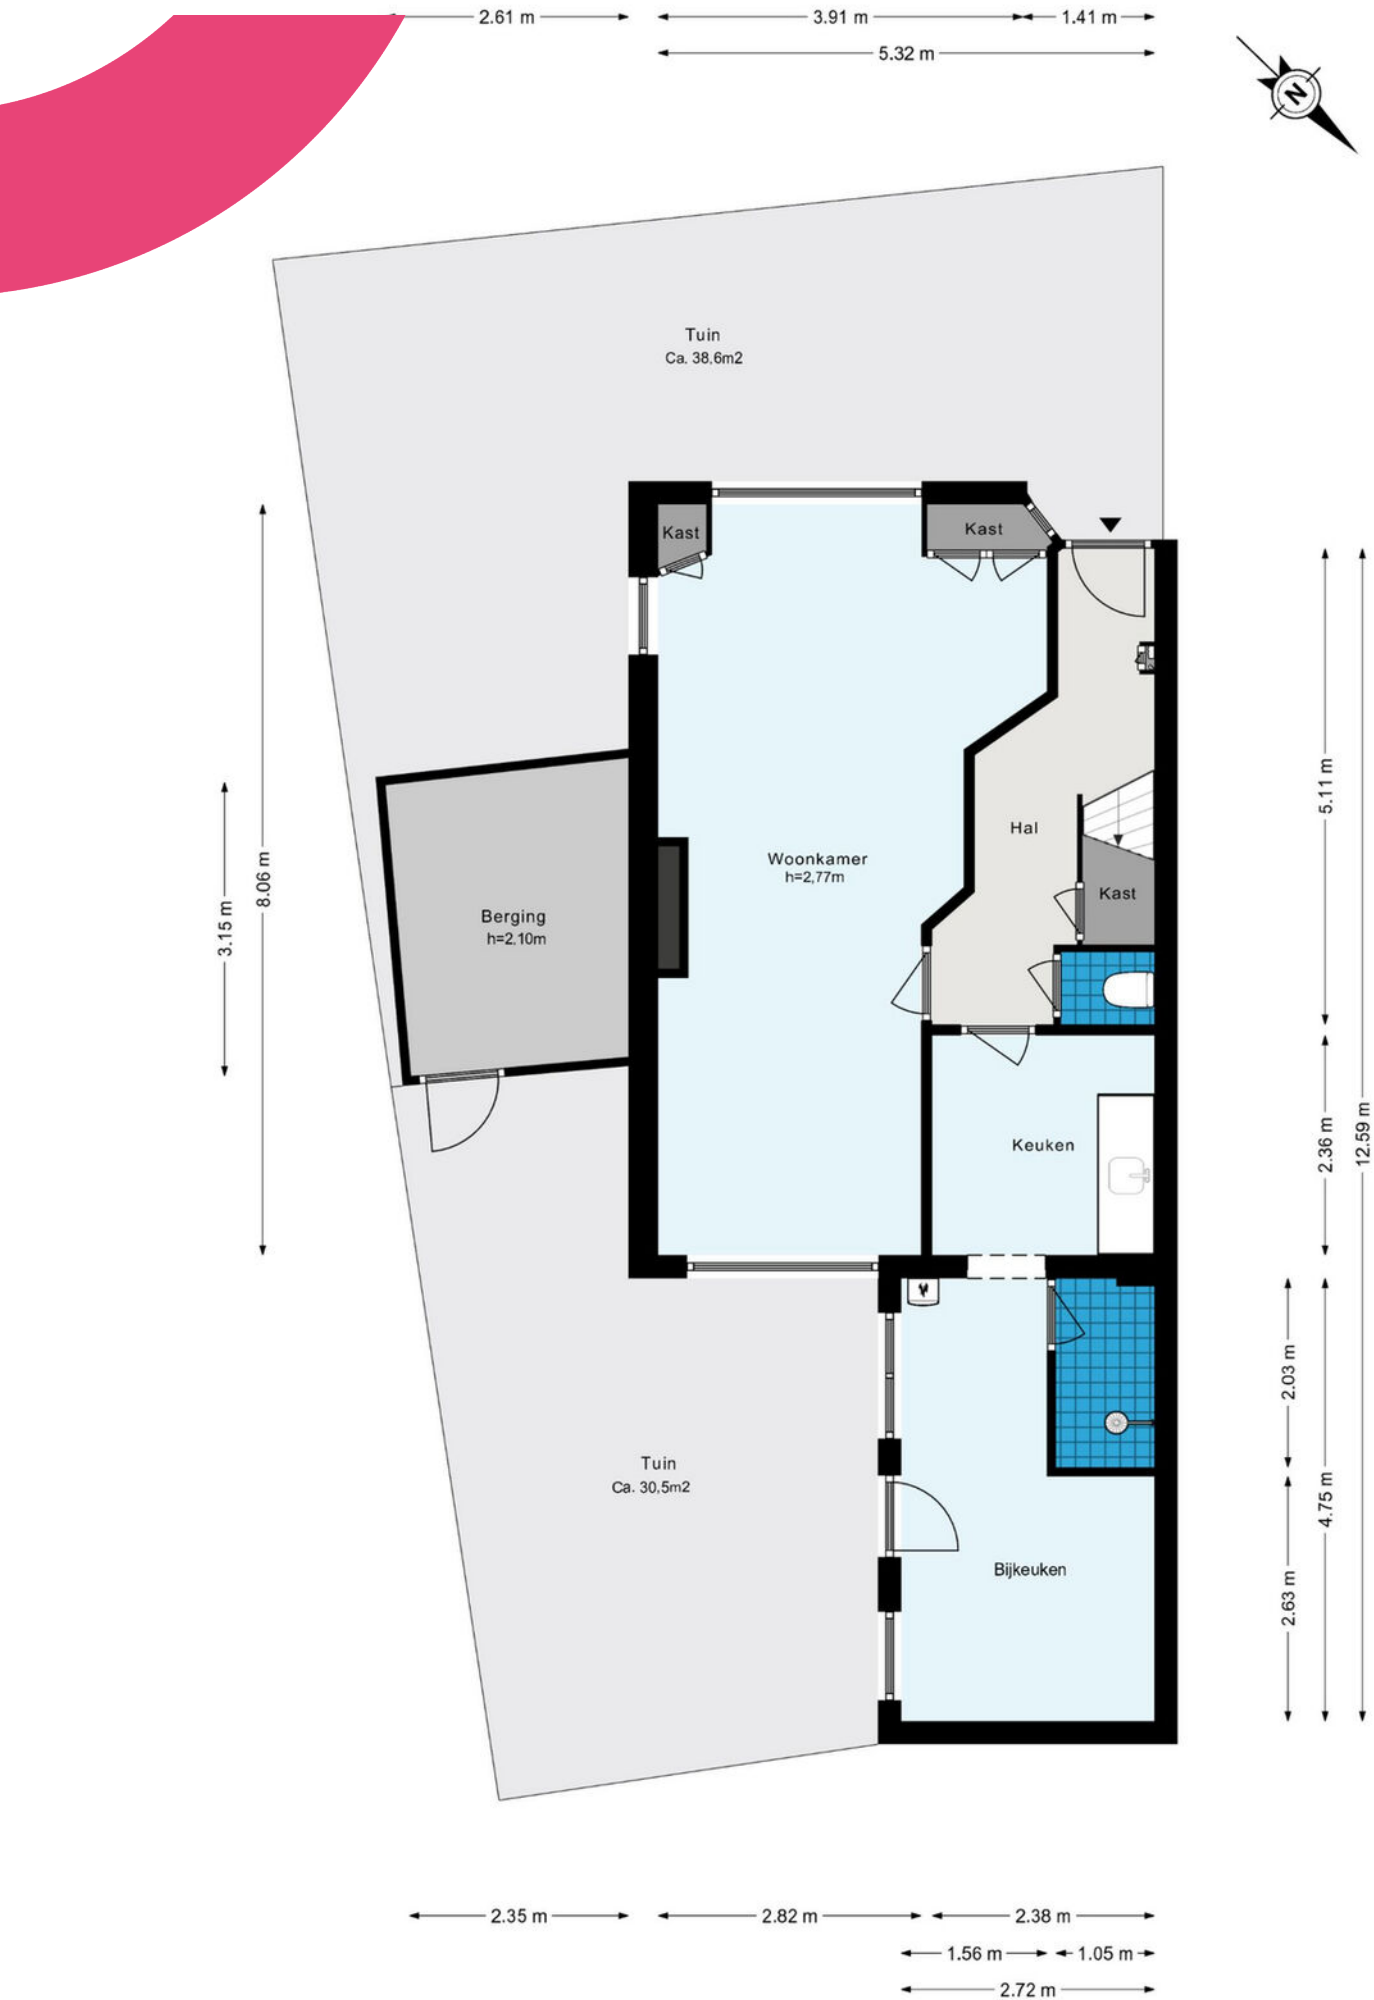 2.61 m
3.91 m
1.41 m
5.32 m
N
Tuin
Ca. 38,6m2
Kast
Kast
5.11 m
8.06 m
3.15 m
Hal
Woonkamer
h=2,77m
Kast
Berging
h=2.10m
2.36 m
12.59 m
Keuken
2.03 m
Tuin
Ca. 30,5m2
4.75 m
Bijkeuken
2.63 m
2.35 m
2.82 m
2.38 m
1.56 m
1.05 m
2.72 m